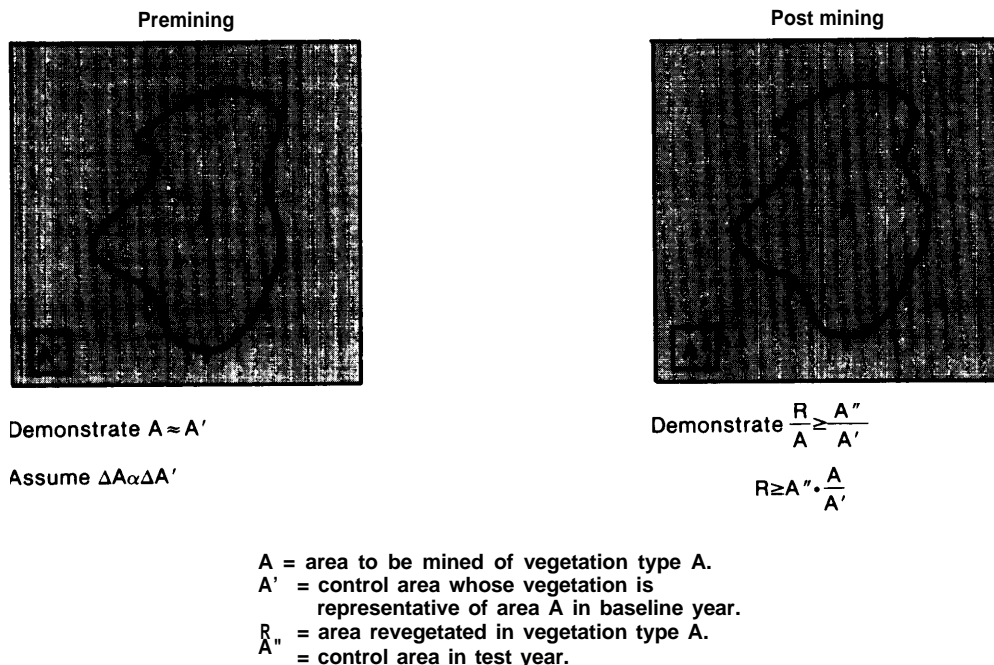 Premining
Post mining
A
A'
A
Demonstrate A ≈ A′
Assume ΔAαΔA′
Demonstrate R/A ≥ A″/A′
R≥A″•A/A′
A = area to be mined of vegetation type A.
A' = control area whose vegetation is
representative of area A in baseline year.
R = area revegetated in vegetation type A.
A" = control area in test year.